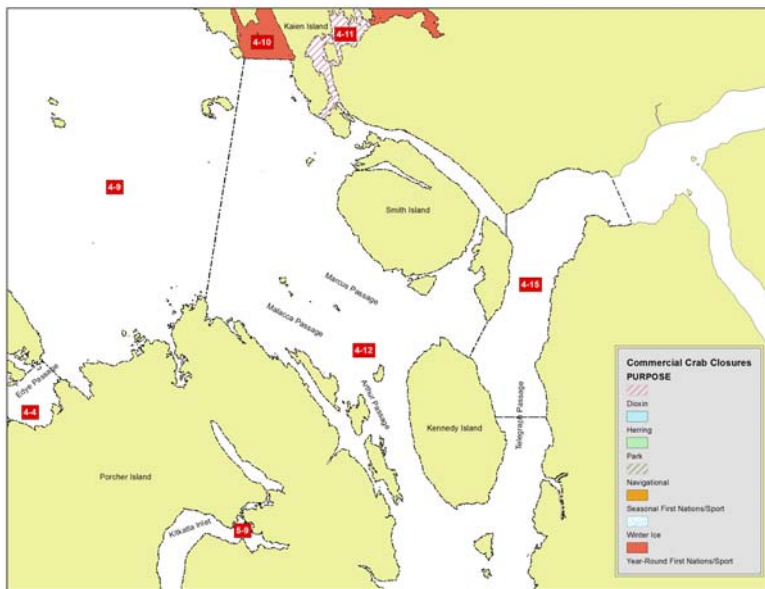 Kaien Island
4-10
4-11
4-9
Smith Island
4-15
Marcus Passage
Malacca Passage
4-12
Edye Passage
4-4
Arthur Passage
Kennedy Island
Telegraph Passage
Porcher Island
Kitkatla Inlet
5-9
Commercial Crab Closures
PURPOSE
Dioxin
Herring
Park
Navigational
Seasonal First Nations/Sport
Winter Ice
Year-Round First Nations/Sport